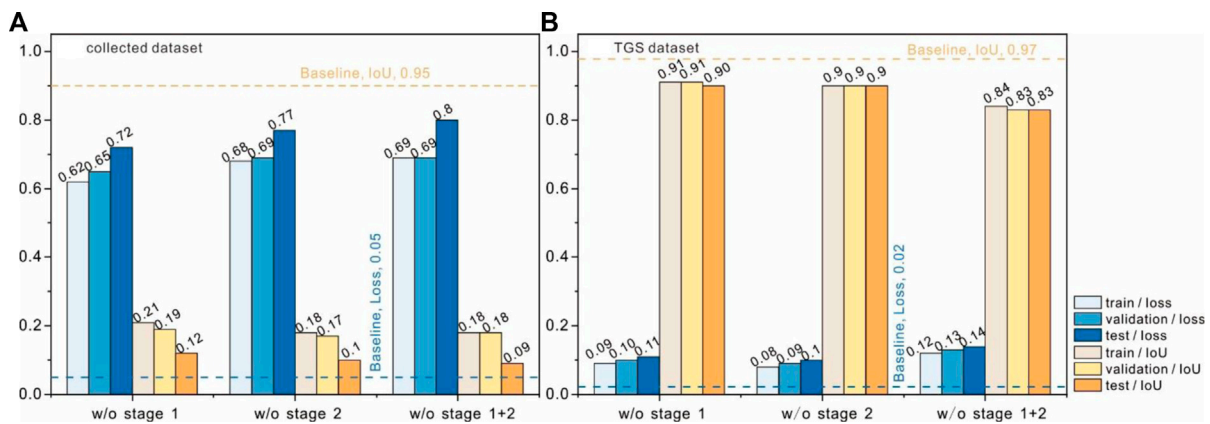 A
collected dataset
1.0
0.8
0.6
0.4
0.2
0.0
Baseline, IoU, 0.95
0.62
0.65
0.72
0.21
0.19
0.12
0.68
0.69
0.77
0.18
0.17
0.1
Baseline, Loss, 0.05
0.69
0.69
0.8
0.18
0.18
0.09
w/o stage 1
w/o stage 2
w/o stage 1+2
B
TGS dataset
1.0
0.8
0.6
0.4
0.2
0.0
Baseline, IoU, 0.97
0.09
0.10
0.11
0.91
0.91
0.90
0.08
0.09
0.1
0.9
0.9
0.9
Baseline, Loss, 0.02
0.12
0.13
0.14
0.84
0.83
0.83
w/o stage 1
w/o stage 2
w/o stage 1+2
train / loss
validation / loss
test / loss
train / IoU
validation / IoU
test / IoU